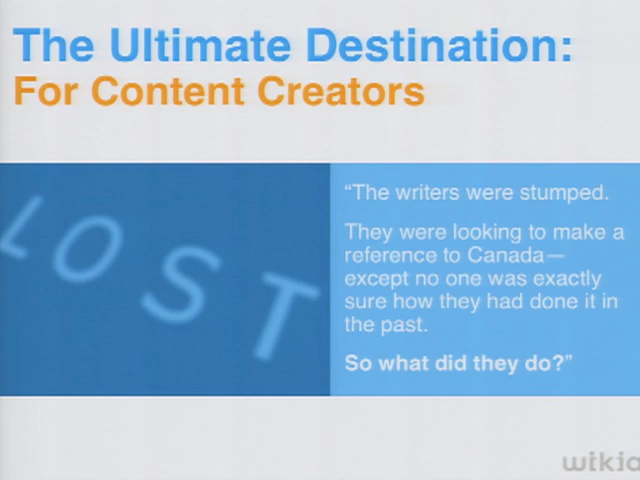 The Ultimate Destination:
For Content Creators
LOST
“The writers were stumped.
They were looking to make a
reference to Canada—
except no one was exactly
sure how they had done it in
the past.
So what did they do?”
wikia